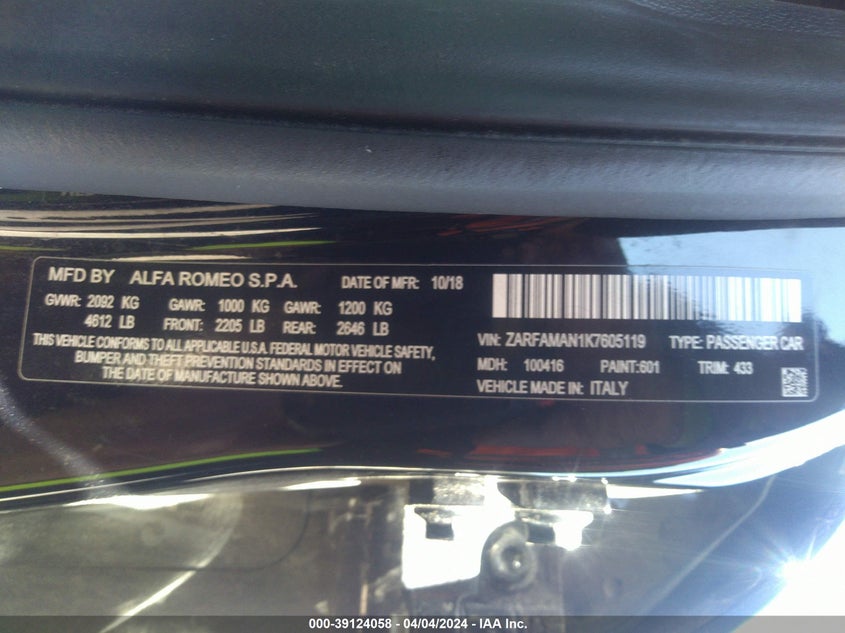 MFD BY ALFA ROMEO S.P.A. DATE OF MFR: 10/18
GVWR: 2092 KG GAWR: 1000 KG GAWR: 1200 KG
4612 LB FRONT: 2205 LB REAR: 2646 LB
THIS VEHICLE CONFORMS TO ALL APPLICABLE U.S.A. FEDERAL MOTOR VEHICLE SAFETY,
BUMPER AND THEFT PREVENTION STANDARDS IN EFFECT ON
THE DATE OF MANUFACTURE SHOWN ABOVE.
VIN: ZARFAMAN1K7605119 TYPE: PASSENGER CAR
MDH: 100416 PAINT:601 TRIM: 433
VEHICLE MADE IN: ITALY
000-39124058 - 04/04/2024 - IAA Inc.